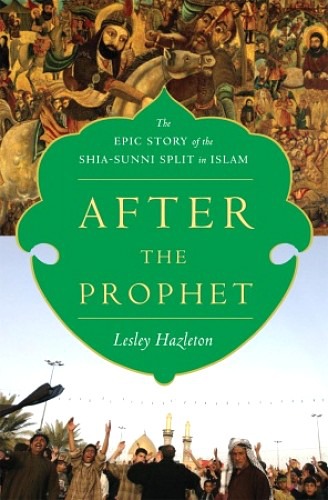 The
EPIC STORY of the
SHIA-SUNNI SPLIT in ISLAM
AFTER
THE
PROPHET
Lesley Hazleton